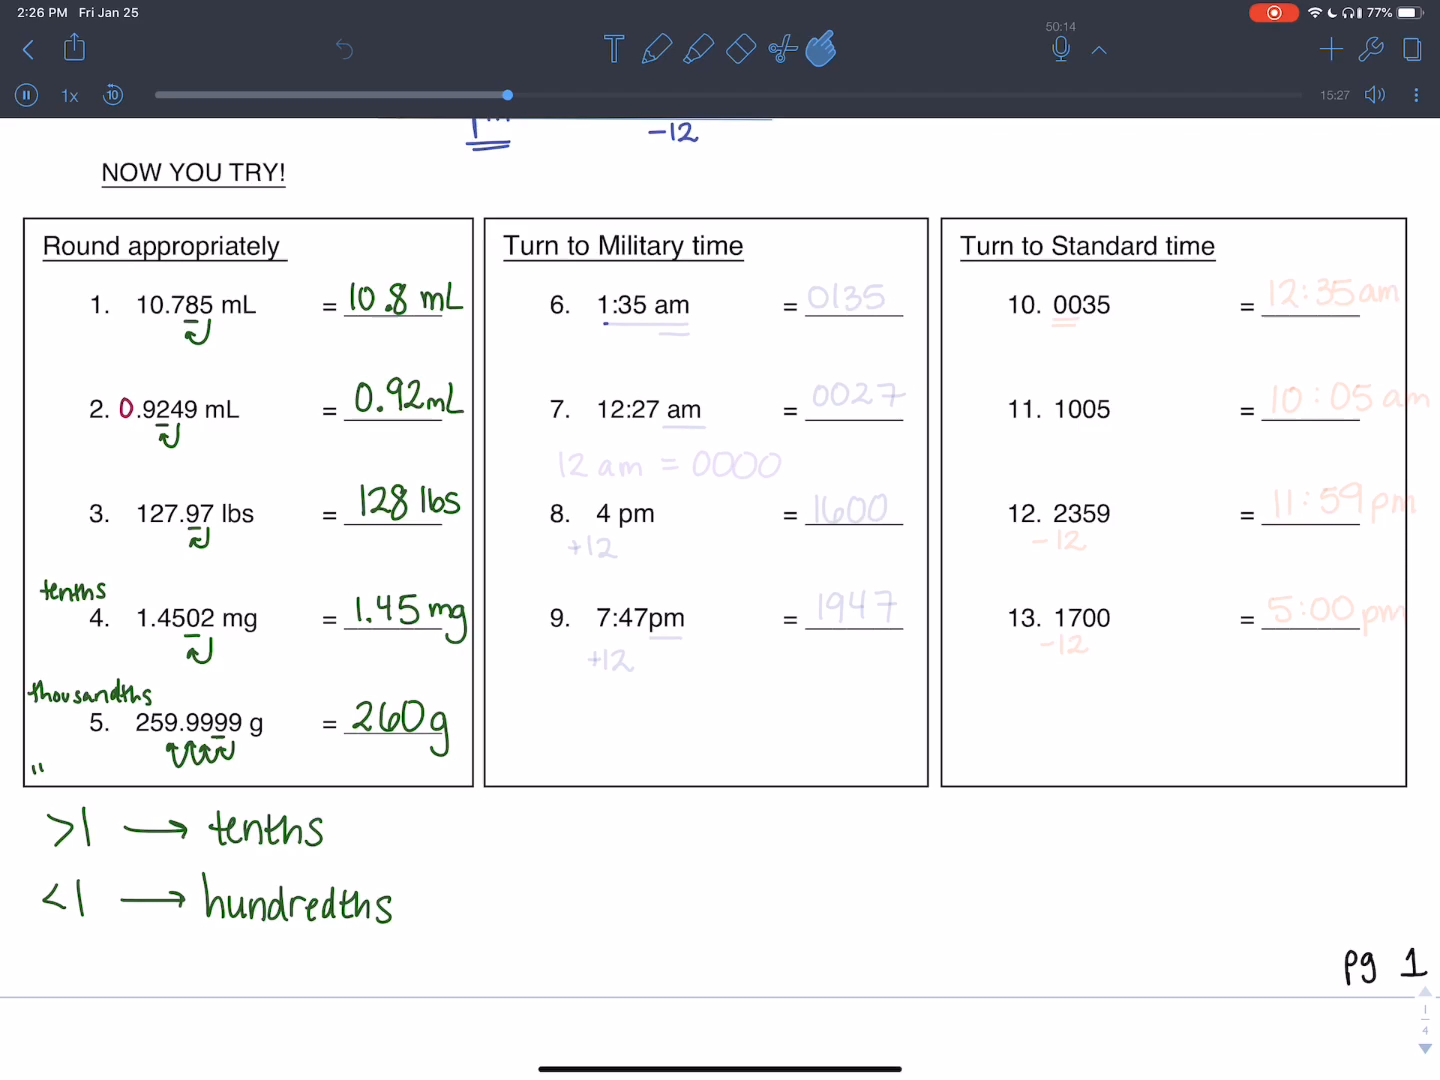 2:26 PM Fri Jan 25
77%
50:14
T
1x
10
15:27
-12
NOW YOU TRY!
Round appropriately
1. 10.785 mL = 10.8 mL
2. 0.9249 mL = 0.92mL
3. 127.97 lbs = 128 lbs
tenths
4. 1.4502 mg = 1.45 mg
thousandths
5. 259.9999 g = 260g
"
Turn to Military time
6. 1:35 am = 0135
7. 12:27 am = 0027
12 am = 0000
8. 4 pm = 1600
+12
9. 7:47pm = 1947
+12
Turn to Standard time
10. 0035 = 12:35am
11. 1005 = 10:05 am
12. 2359 = 11:59pm
-12
13. 1700 = 5:00 pm
-12
>1 → tenths
<1 → hundredths
pg 1
1
4